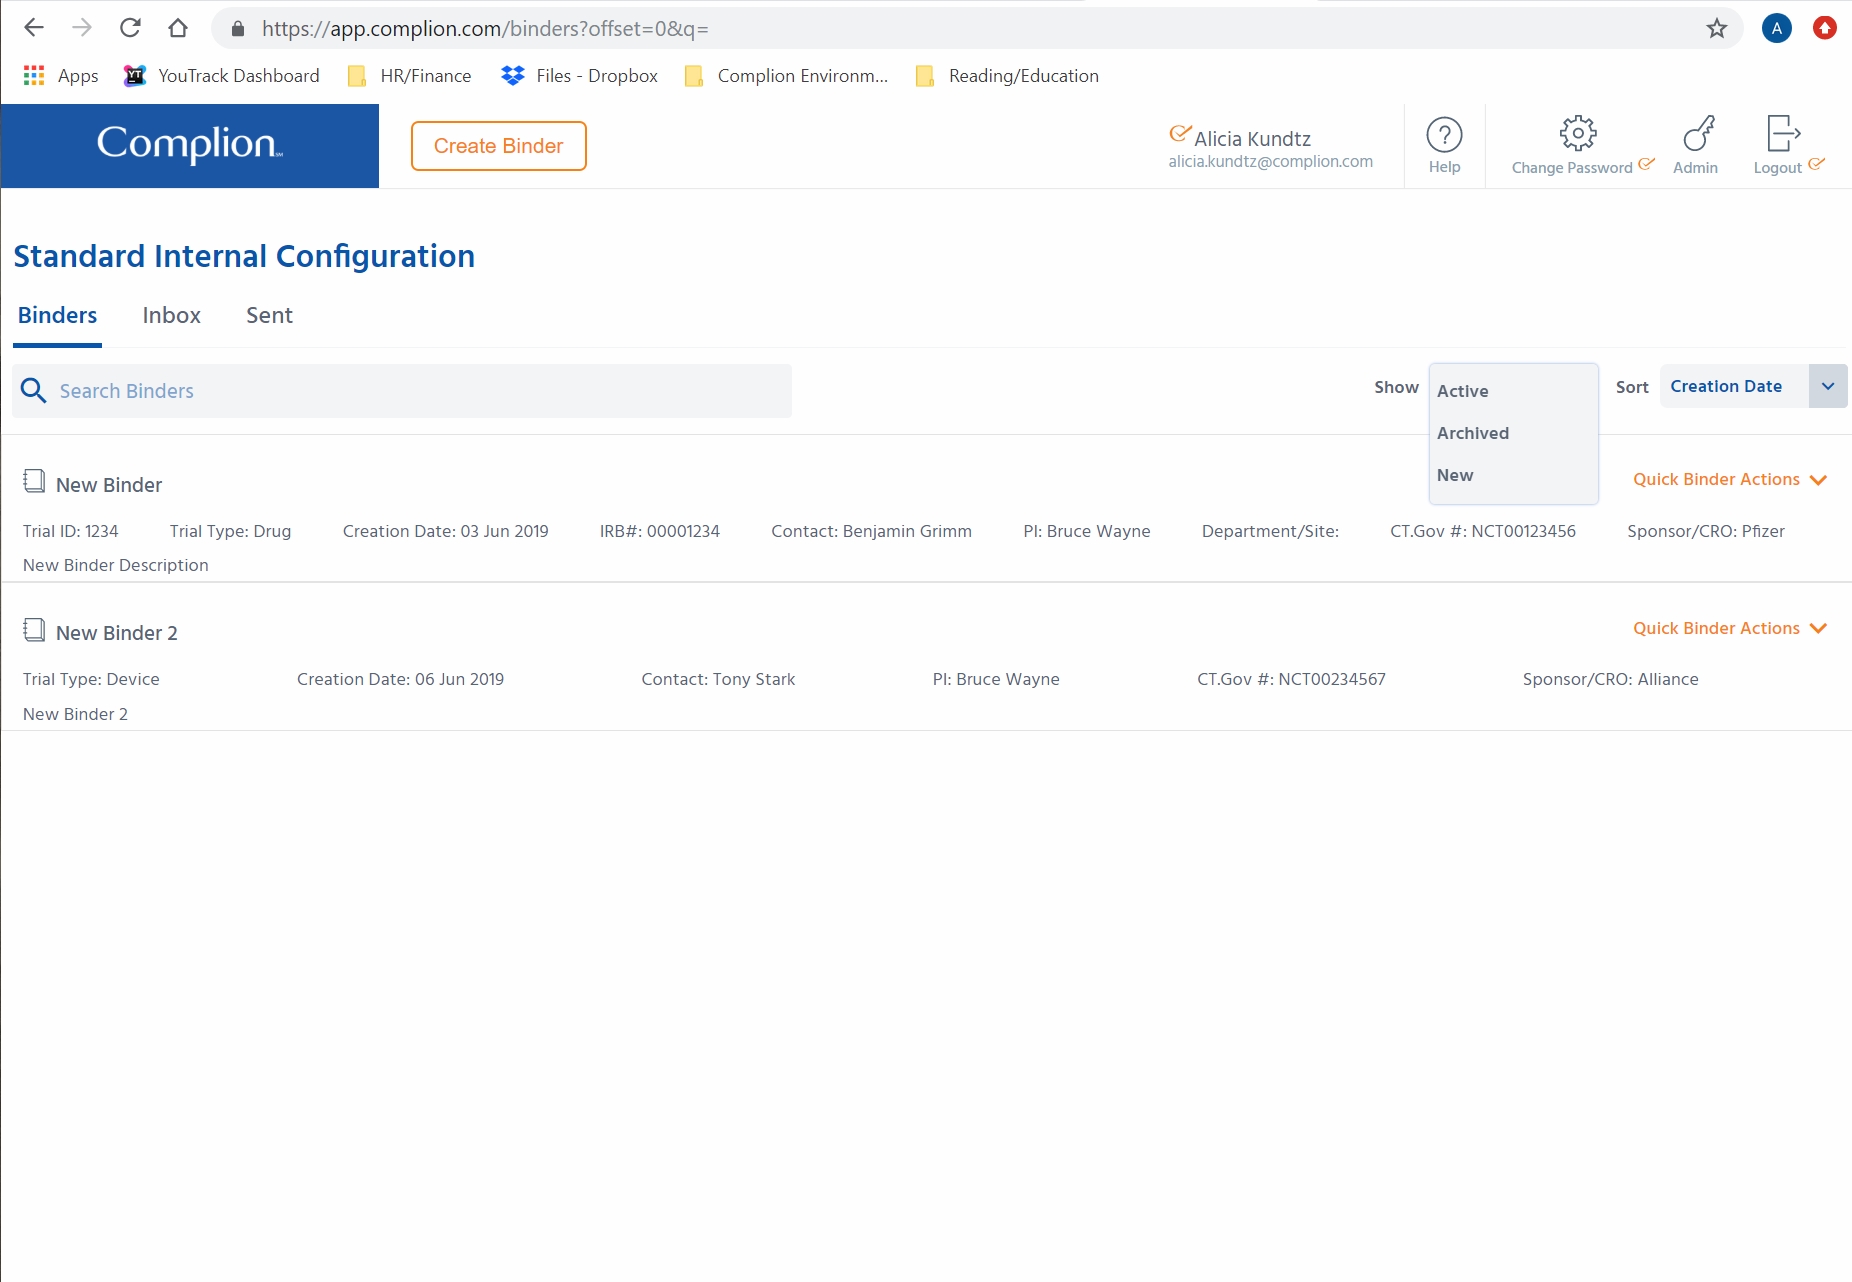 https://app.complion.com/binders?offset=0&q=
A
Apps YouTrack Dashboard HR/Finance Files - Dropbox Complion Environm... Reading/Education
YT
Complion
Create Binder
Alicia Kundtz
alicia.kundtz@complion.com
? Help
Change Password Admin Logout
Standard Internal Configuration
Binders Inbox Sent
Search Binders
Show Active Sort Creation Date
Archived
New
New Binder Quick Binder Actions
Trial ID: 1234 Trial Type: Drug Creation Date: 03 Jun 2019 IRB#: 00001234 Contact: Benjamin Grimm PI: Bruce Wayne Department/Site: CT.Gov #: NCT00123456 Sponsor/CRO: Pfizer
New Binder Description
New Binder 2 Quick Binder Actions
Trial Type: Device Creation Date: 06 Jun 2019 Contact: Tony Stark PI: Bruce Wayne CT.Gov #: NCT00234567 Sponsor/CRO: Alliance
New Binder 2